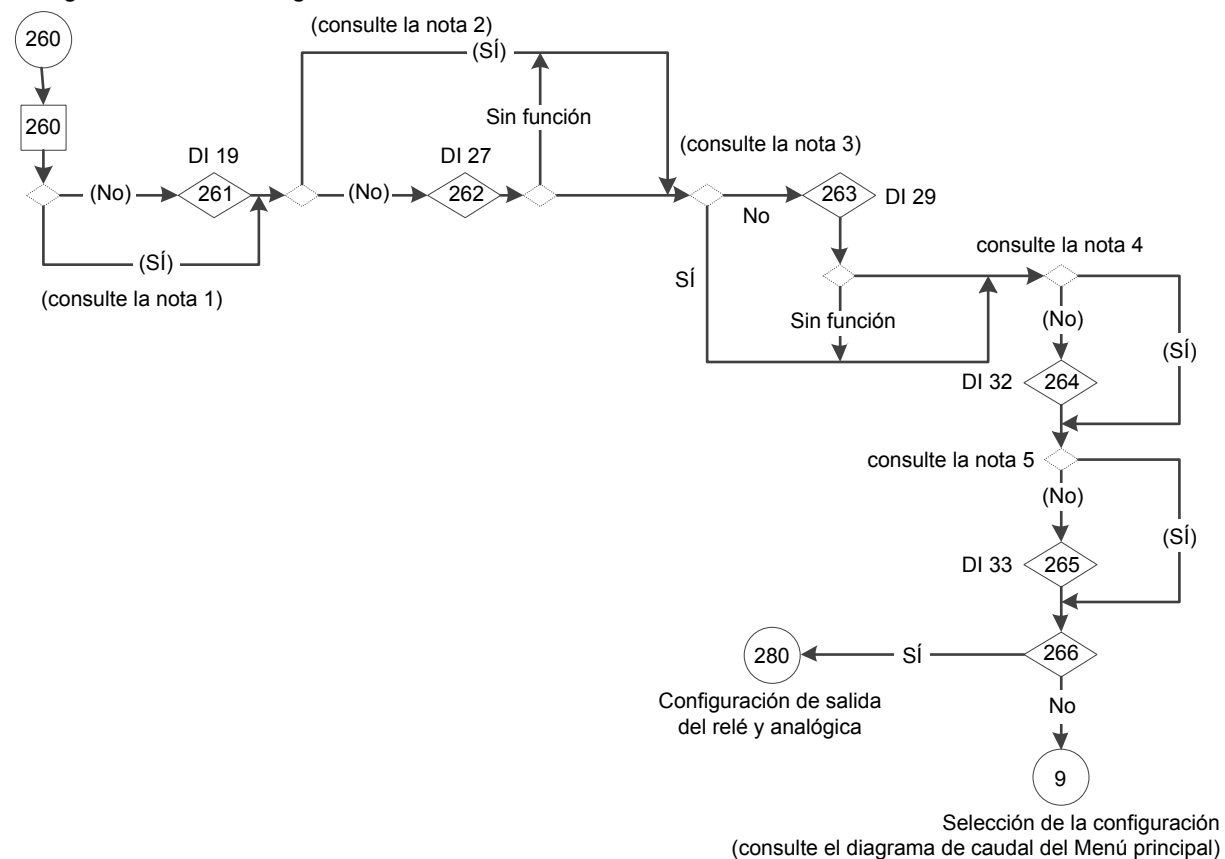 (consulte la nota 2)
260
(SÍ)
260
Sin función
(consulte la nota 3)
DI 19
DI 27
(No)
261
(No)
262
263
DI 29
No
(SÍ)
(consulte la nota 1)
consulte la nota 4
SÍ
Sin función
(No)
(SÍ)
DI 32
264
consulte la nota 5
(No)
(SÍ)
DI 33
265
280
SÍ
266
Configuración de salida
del relé y analógica
No
9
Selección de la configuración
(consulte el diagrama de caudal del Menú principal)